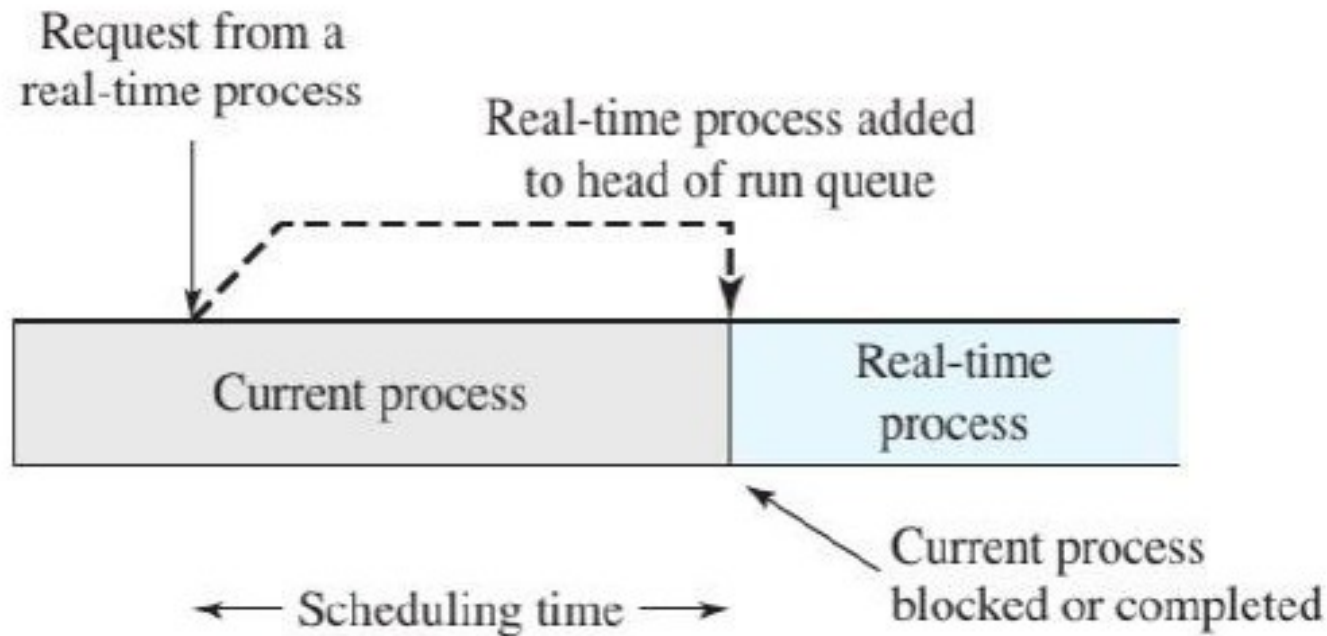 Request from a
real-time process
Real-time process added
to head of run queue
Current process
Real-time
process
Current process
blocked or completed
Scheduling time